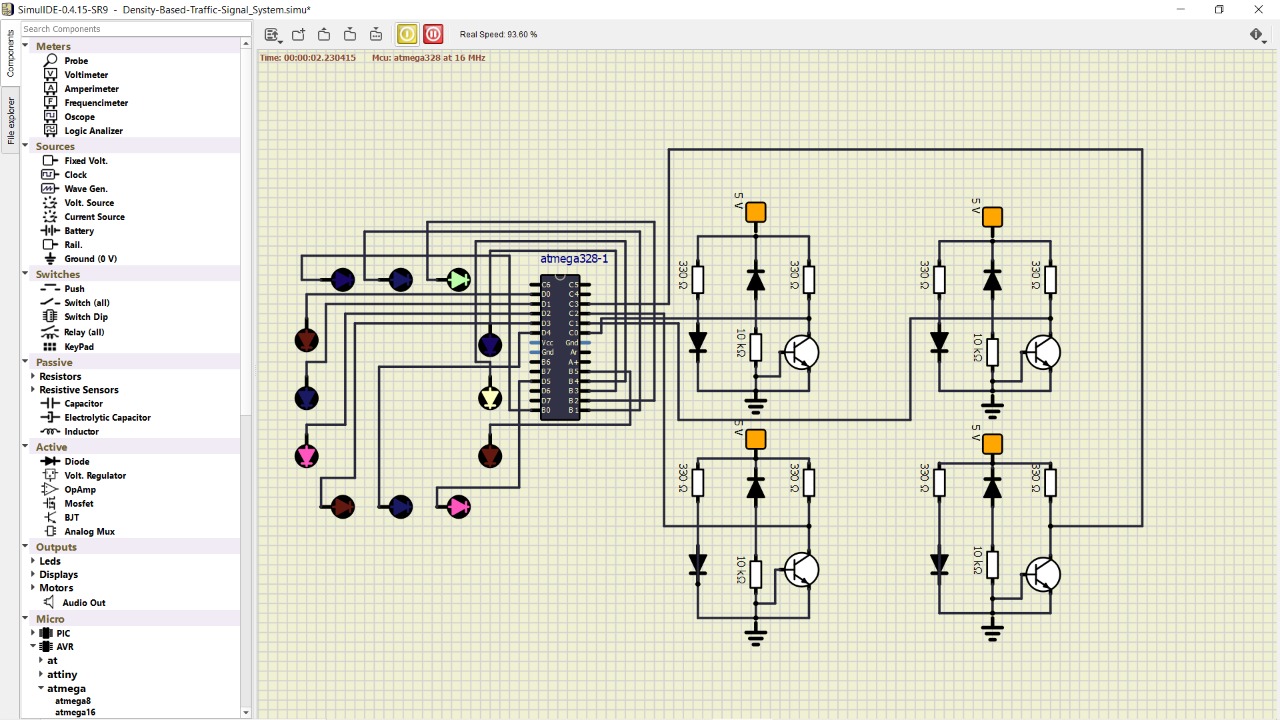 SimulIDE-0.4.15-SR9 - Density-Based-Traffic-Signal_System.simu*
Components
File explorer
Search Components
Meters
Probe
Voltimeter
Amperimeter
Frequencimeter
Oscope
Logic Analizer
Sources
Fixed Volt.
Clock
Wave Gen.
Volt. Source
Current Source
Battery
Rail.
Ground (0 V)
Switches
Push
Switch (all)
Switch Dip
Relay (all)
KeyPad
Passive
Resistors
Resistive Sensors
Capacitor
Electrolytic Capacitor
Inductor
Active
Diode
Volt. Regulator
OpAmp
Mosfet
BJT
Analog Mux
Outputs
Leds
Displays
Motors
Audio Out
Micro
PIC
AVR
at
attiny
atmega
atmega8
atmega16
Real Speed: 93.60 %
Time: 00:00:02.230415 Mcu: atmega328 at 16 MHz
atmega328-1
C6 C5
D0 C4
D1 C3
D2 C2
D3 C1
D4 C0
Vcc Gnd
Gnd Ar
B6 A+
B7 B5
D5 B4
D6 B3
D7 B2
B0 B1
5 V
330 Ω
330 Ω
10 kΩ
5 V
330 Ω
330 Ω
10 kΩ
5 V
330 Ω
330 Ω
10 kΩ
5 V
330 Ω
330 Ω
10 kΩ